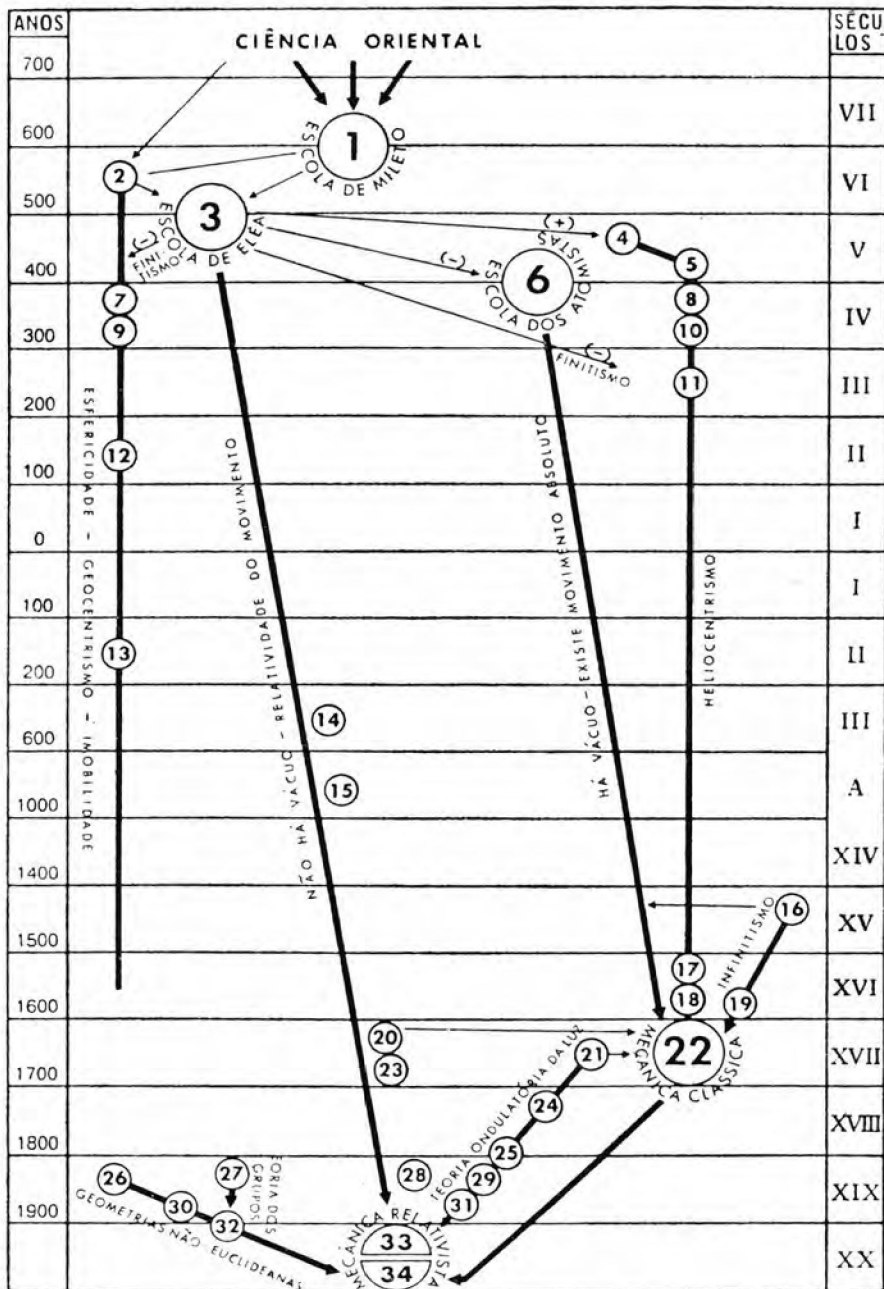 ANOS
SÉCU
LOS
CIÊNCIA ORIENTAL
700
VII
1
ESCOLA DE MILETO
600
2
VI
3
ESCOLA DE ELÉA
500
(+)
4
V
(-)
FINI-
TISMO
(-)
5
6
ESCOLA DOS ATOMISTAS
400
7
8
IV
9
10
300
(-)
FINITISMO
11
III
200
12
II
100
I
0
I
100
13
II
200
14
III
600
15
A
1000
XIV
1400
16
XV
1500
17
XVI
18
19
1600
20
21
22
MECÂNICA CLÁSSICA
XVII
23
1700
24
XVIII
25
1800
26
27
28
29
XIX
30
31
32
1900
MECÂNICA RELATIVISTA
33
34
XX
ESFERICIDADE - GEOCENTRISMO - IMOBILIDADE
NÃO HÁ VÁCUO - RELATIVIDADE DO MOVIMENTO
HÁ VÁCUO - EXISTE MOVIMENTO ABSOLUTO
HELIOCENTRISMO
INFINITISMO
TEORIA ONDULATÓRIA DA LUZ
EORIA DOS
GRUPOS
GEOMETRIAS NÃO EUCLIDEANAS